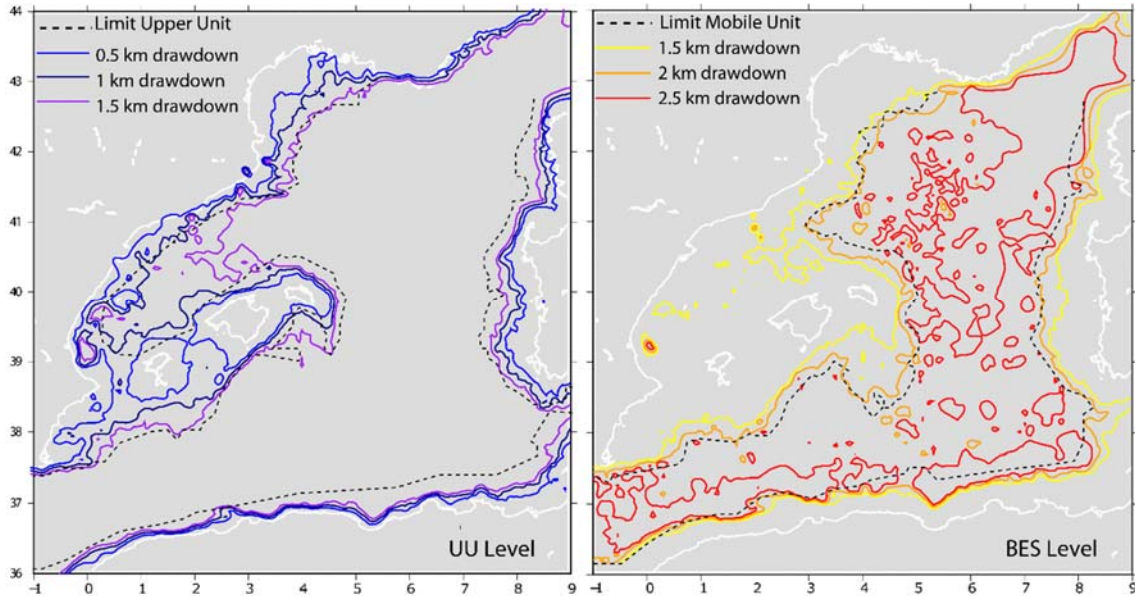 44
43
42
41
40
39
38
37
36
Limit Upper Unit
0.5 km drawdown
1 km drawdown
1.5 km drawdown
UU Level
-1 0 1 2 3 4 5 6 7 8 9
Limit Mobile Unit
1.5 km drawdown
2 km drawdown
2.5 km drawdown
BES Level
-1 0 1 2 3 4 5 6 7 8 9